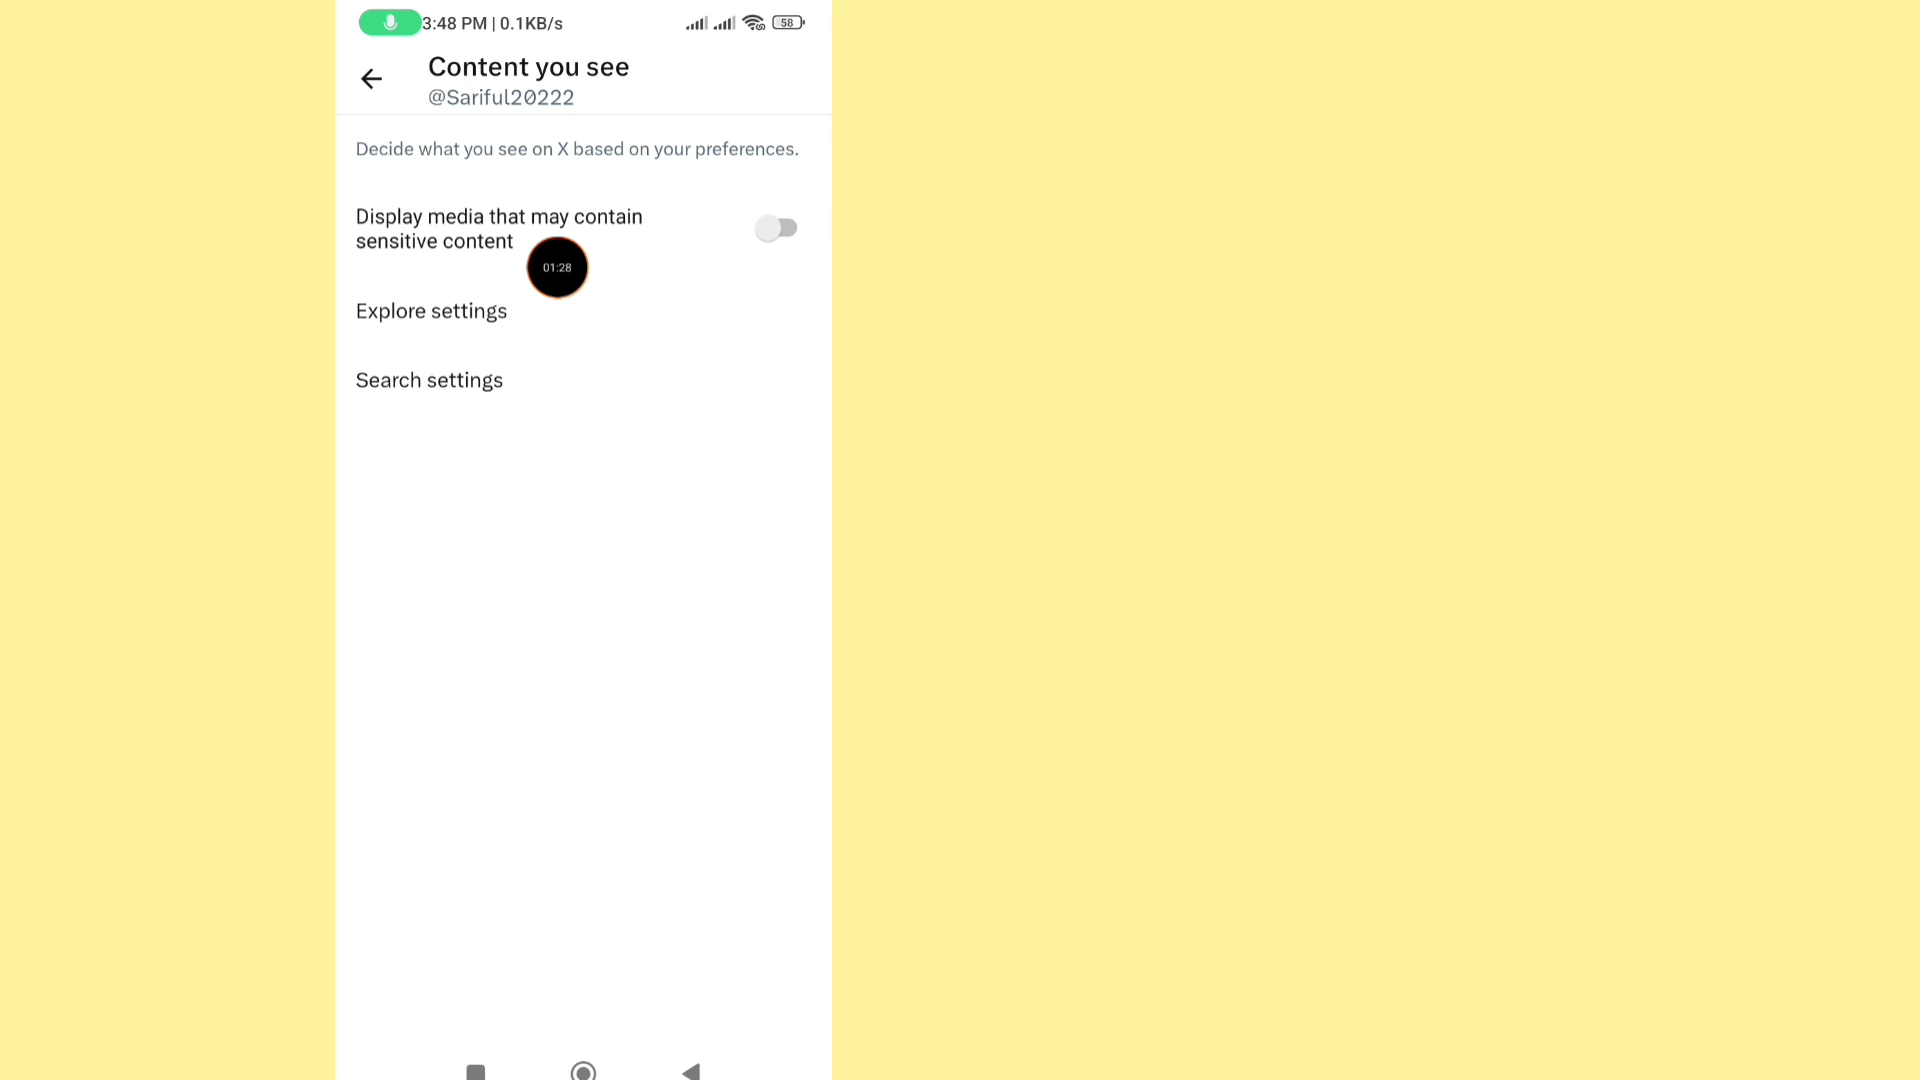 3:48 PM | 0.1KB/s 58
Content you see
@Sariful20222
Decide what you see on X based on your preferences.
Display media that may contain
sensitive content
01:28
Explore settings
Search settings